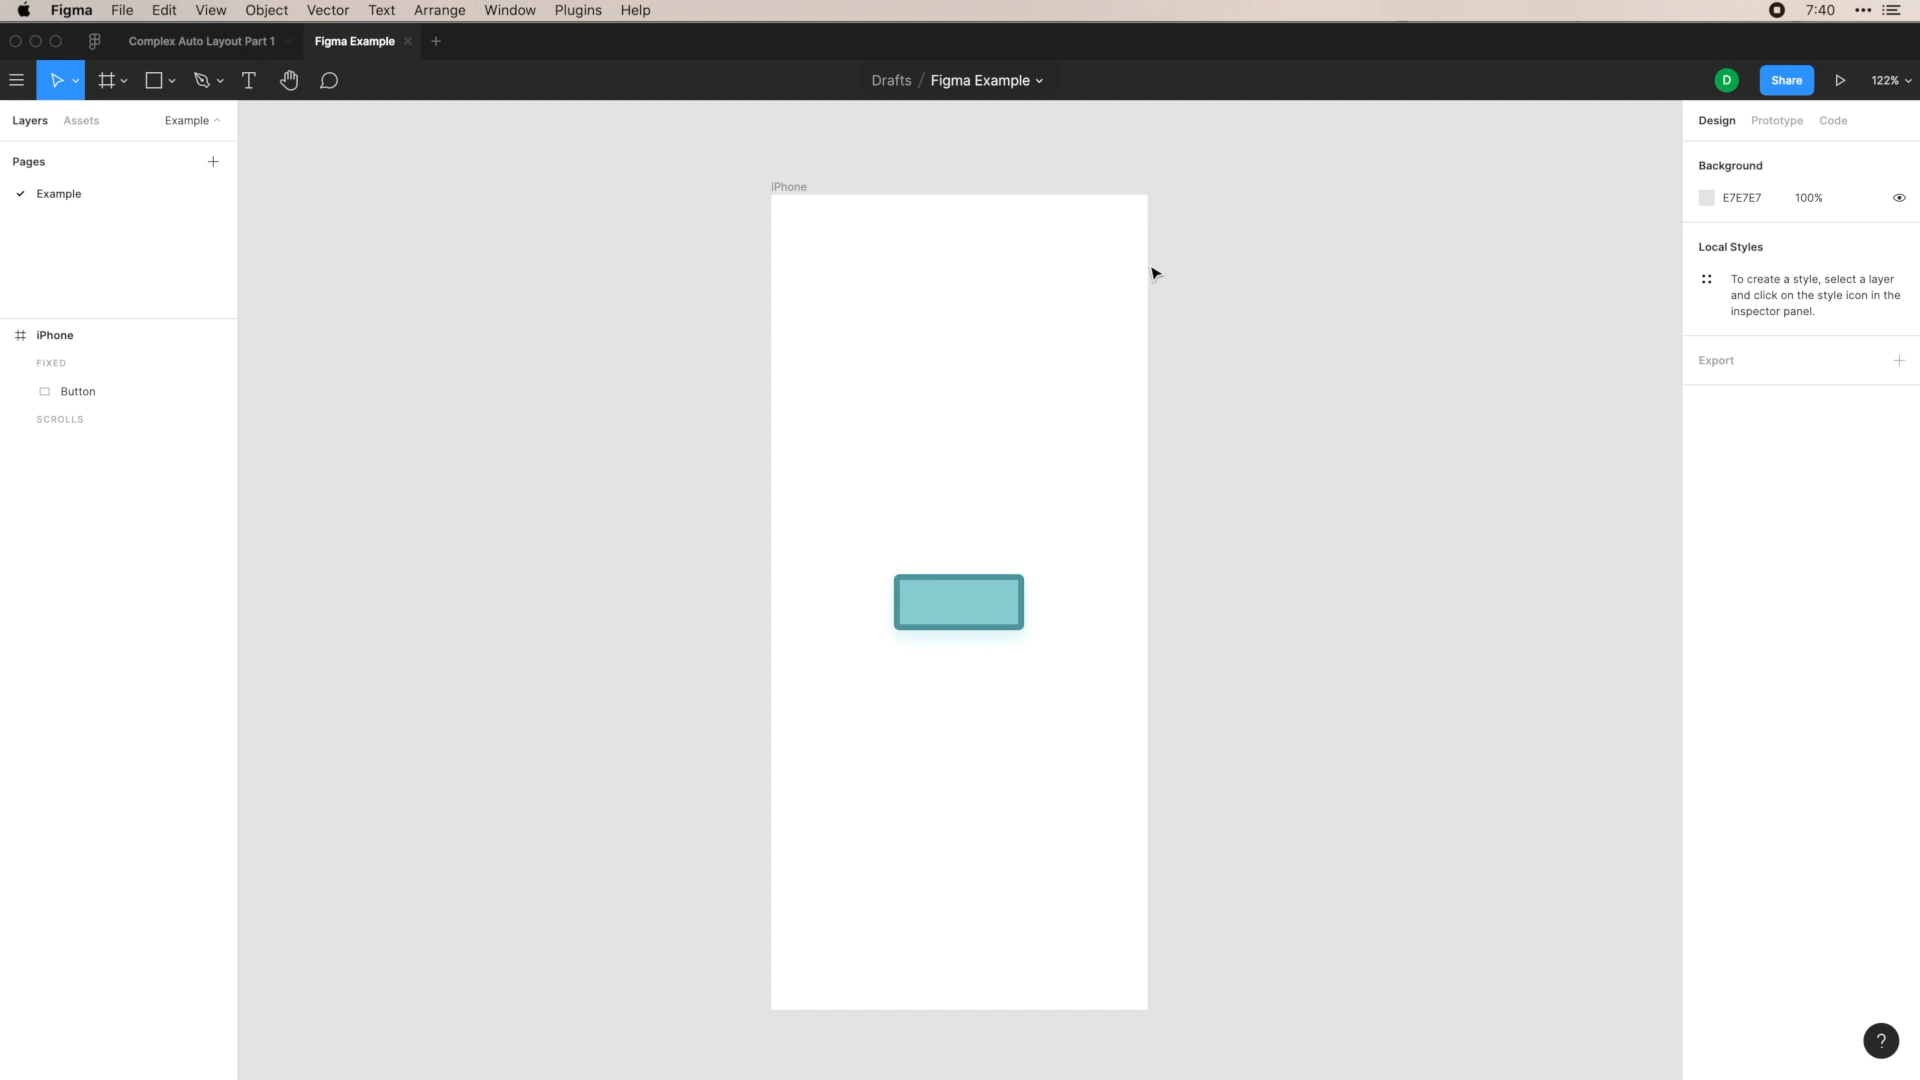 Figma File Edit View Object Vector Text Arrange Window Plugins Help 7:40
Complex Auto Layout Part 1 Figma Example
Drafts / Figma Example D Share 122%
Layers Assets Example
Pages
Example
iPhone
FIXED
Button
SCROLLS
iPhone
Design Prototype Code
Background
E7E7E7 100%
Local Styles
To create a style, select a layer
and click on the style icon in the
inspector panel.
Export
?